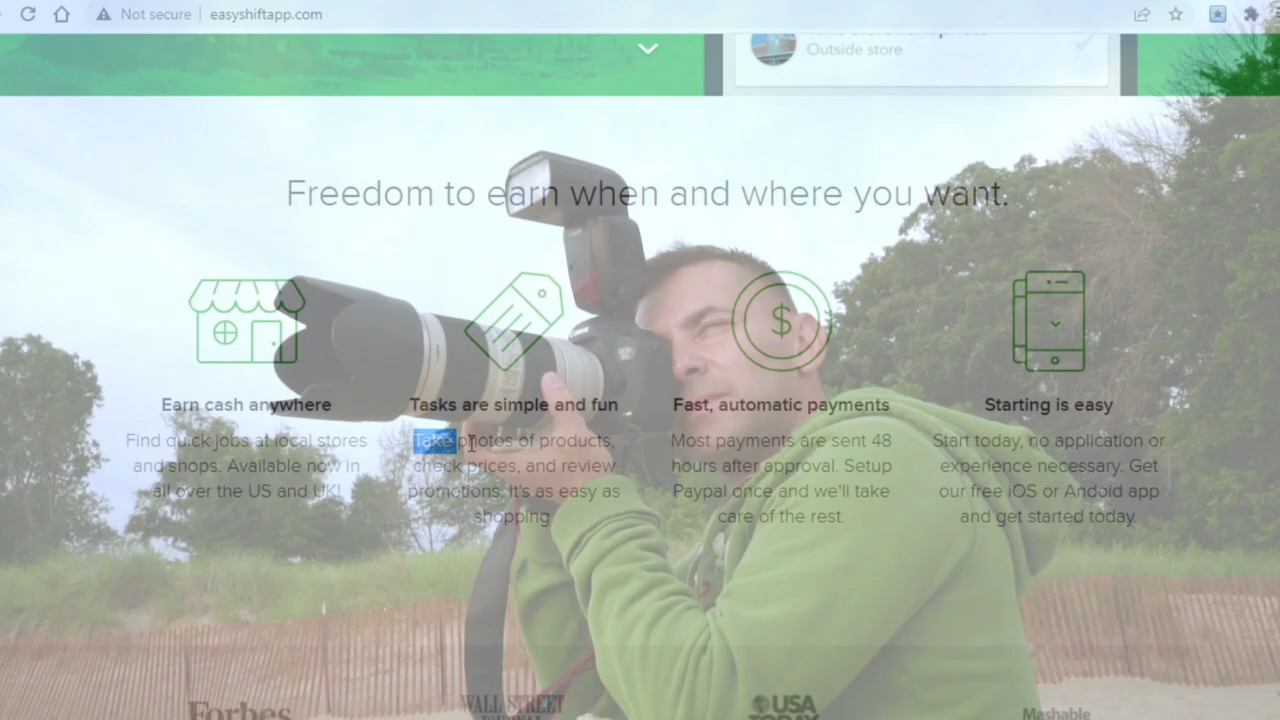 Not secure
easyshiftapp.com
Outside store
Freedom to earn when and where you want.
Earn cash anywhere
Find quick jobs at local stores
and shops. Available now in
all over the US and UK!
Tasks are simple and fun
Take photos of products,
check prices, and review
promotions. It's as easy as
shopping.
Fast, automatic payments
Most payments are sent 48
hours after approval. Setup
Paypal once and we'll take
care of the rest.
Starting is easy
Start today, no application or
experience necessary. Get
our free iOS or Andoid app
and get started today.
Forbes
WALL STREET
JOURNAL
USA
TODAY
Mashable